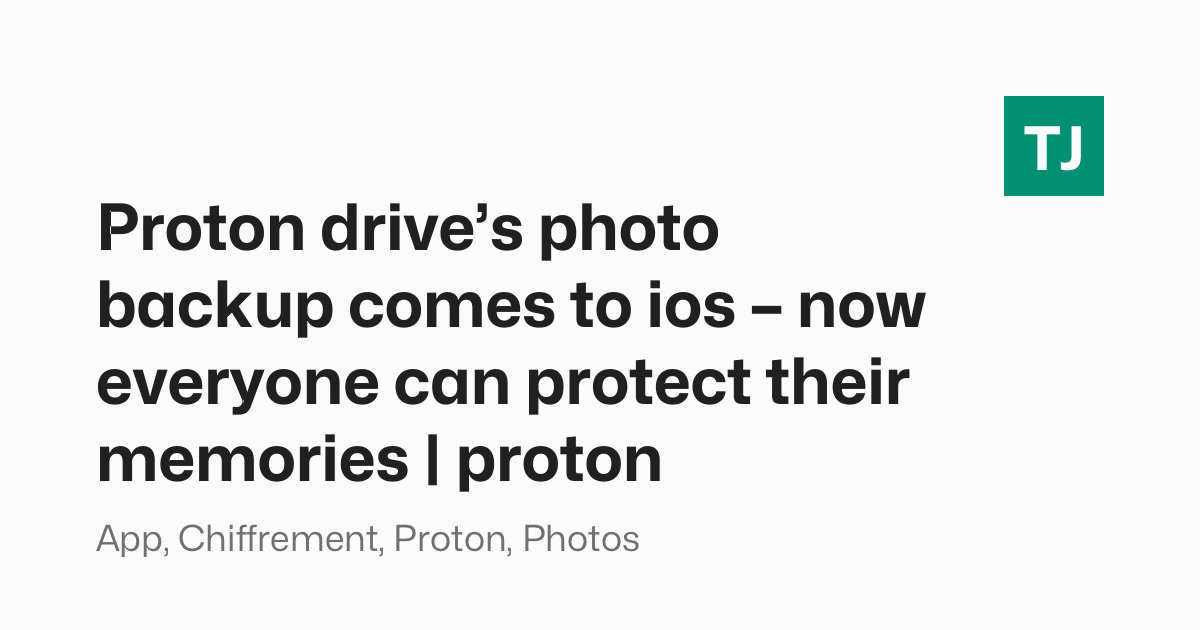 TJ
Proton drive’s photo
backup comes to ios – now
everyone can protect their
memories | proton
App, Chiffrement, Proton, Photos